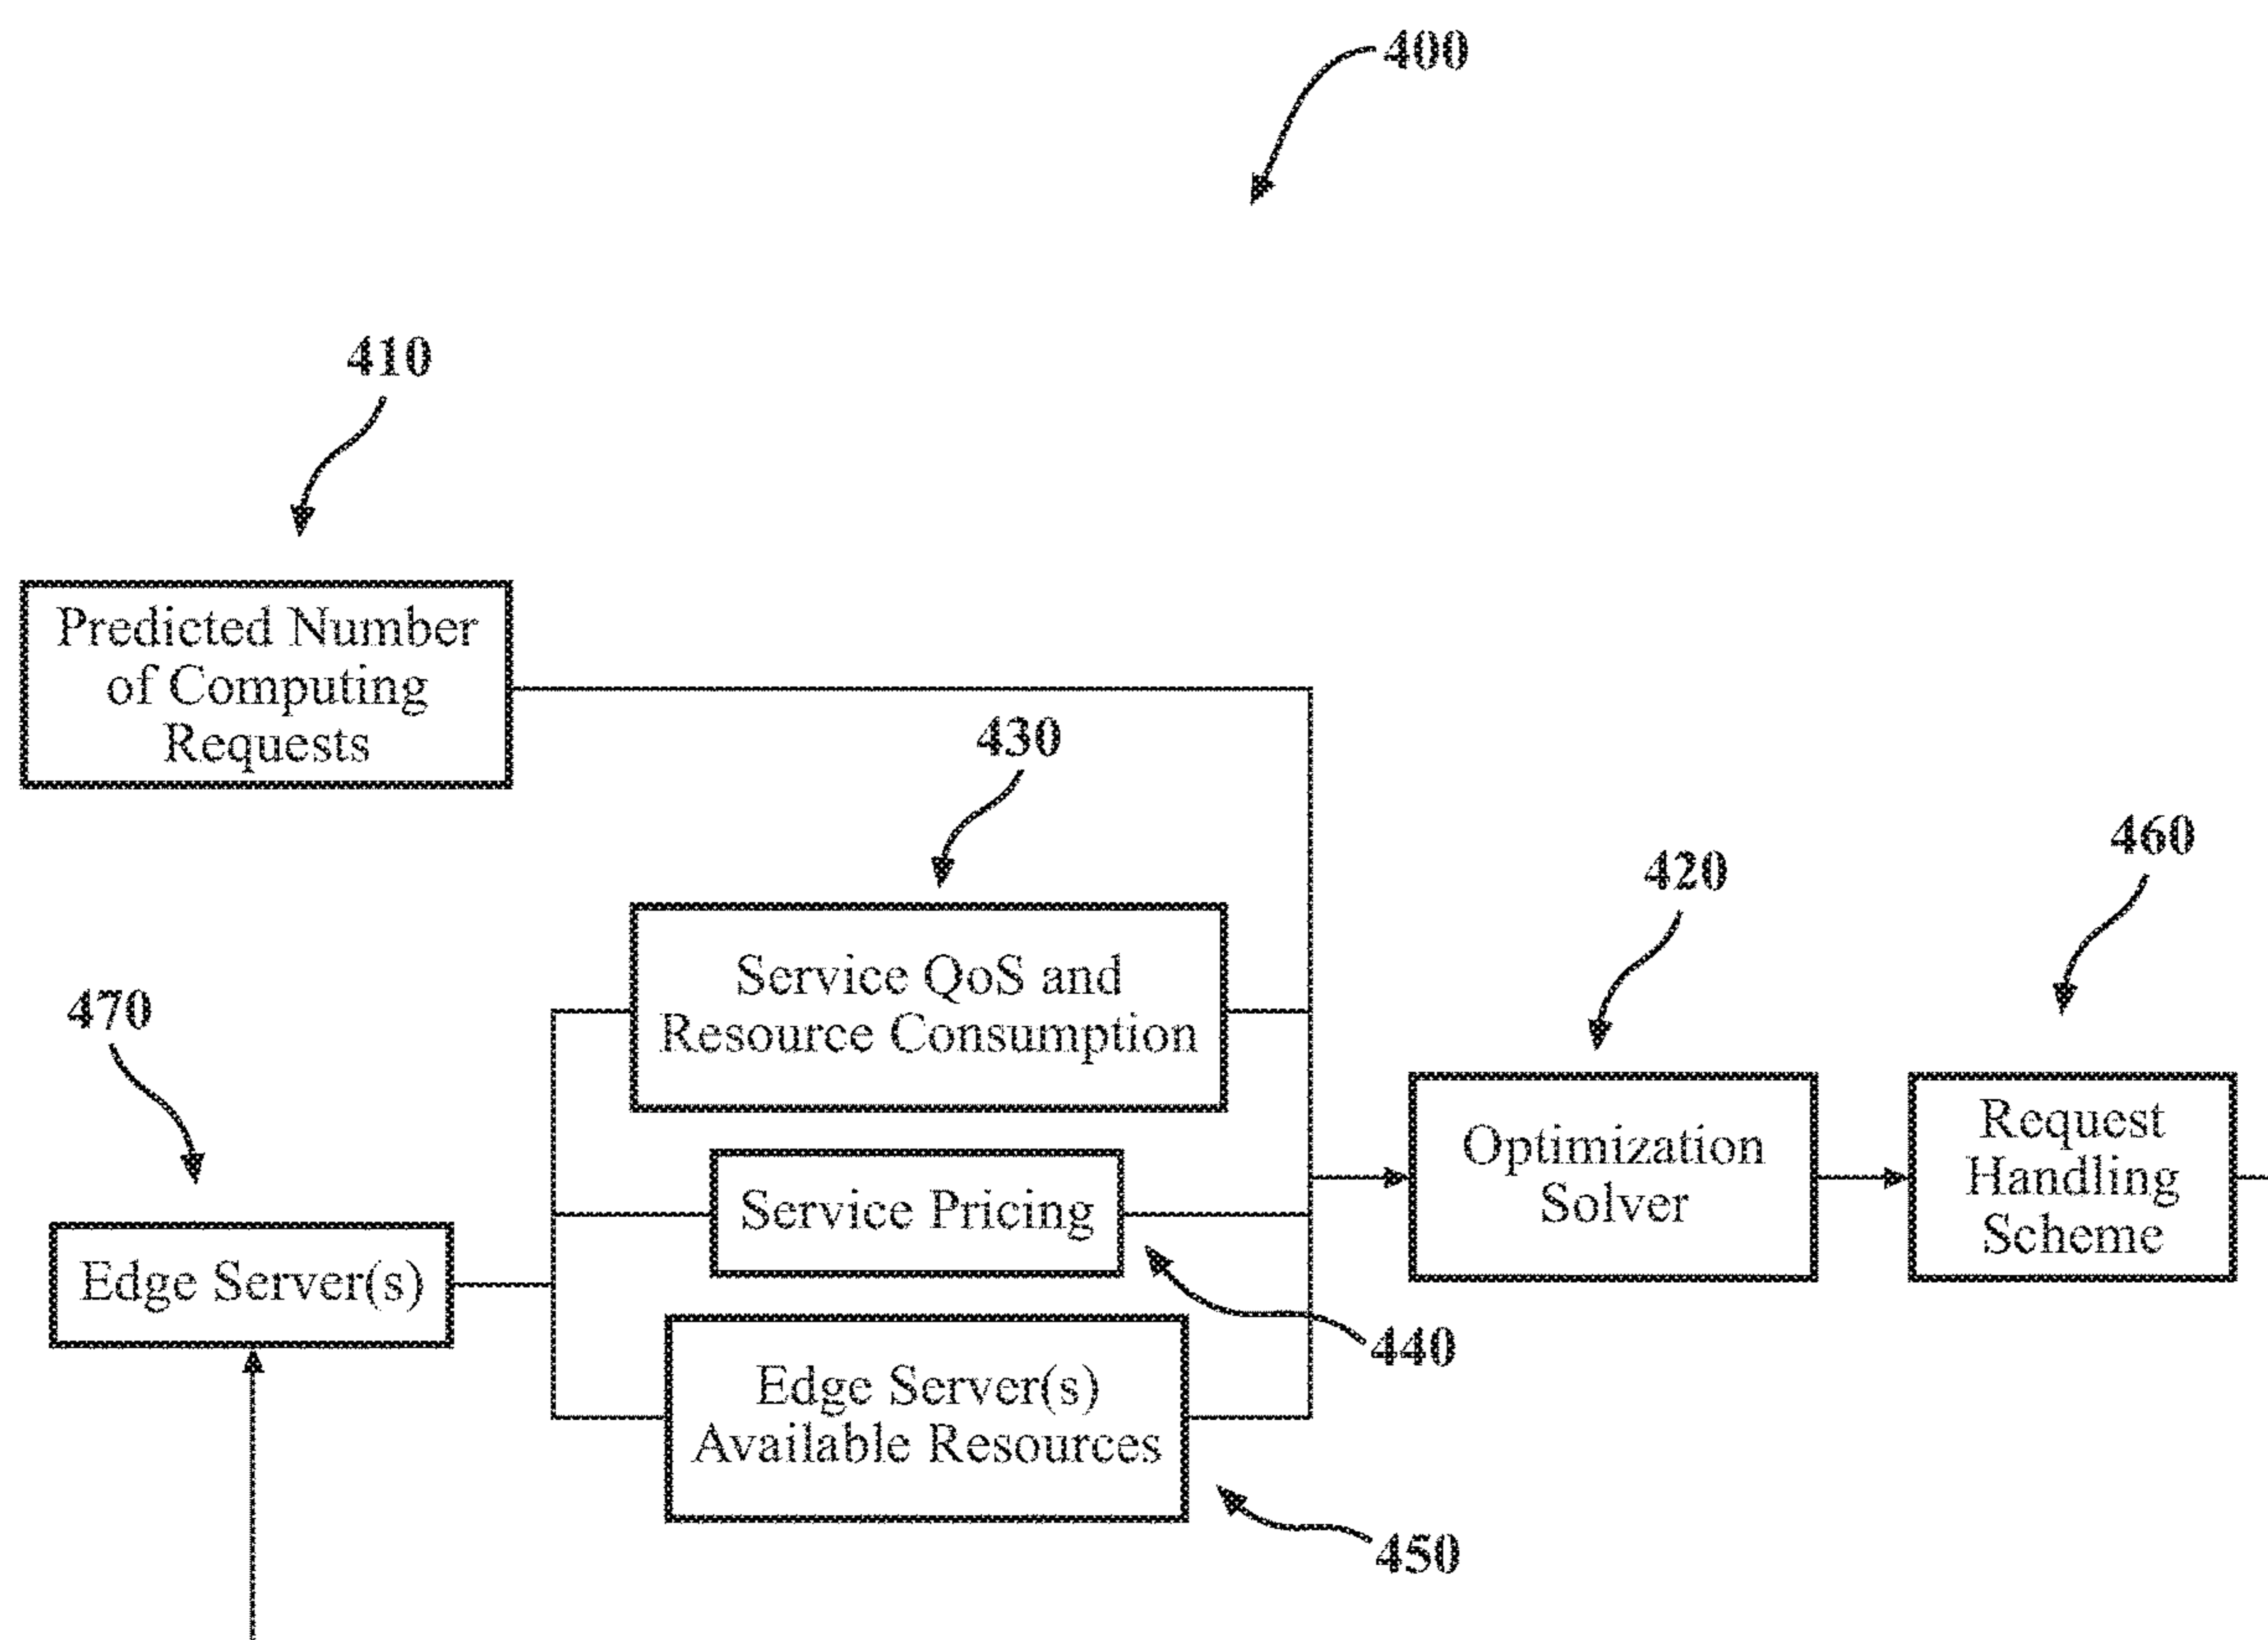 400
410
Predicted Number
of Computing
Requests
430
Service QoS and
Resource Consumption
420
460
470
Edge Server(s)
Service Pricing
440
Optimization
Solver
Request
Handling
Scheme
Edge Server(s)
Available Resources
450